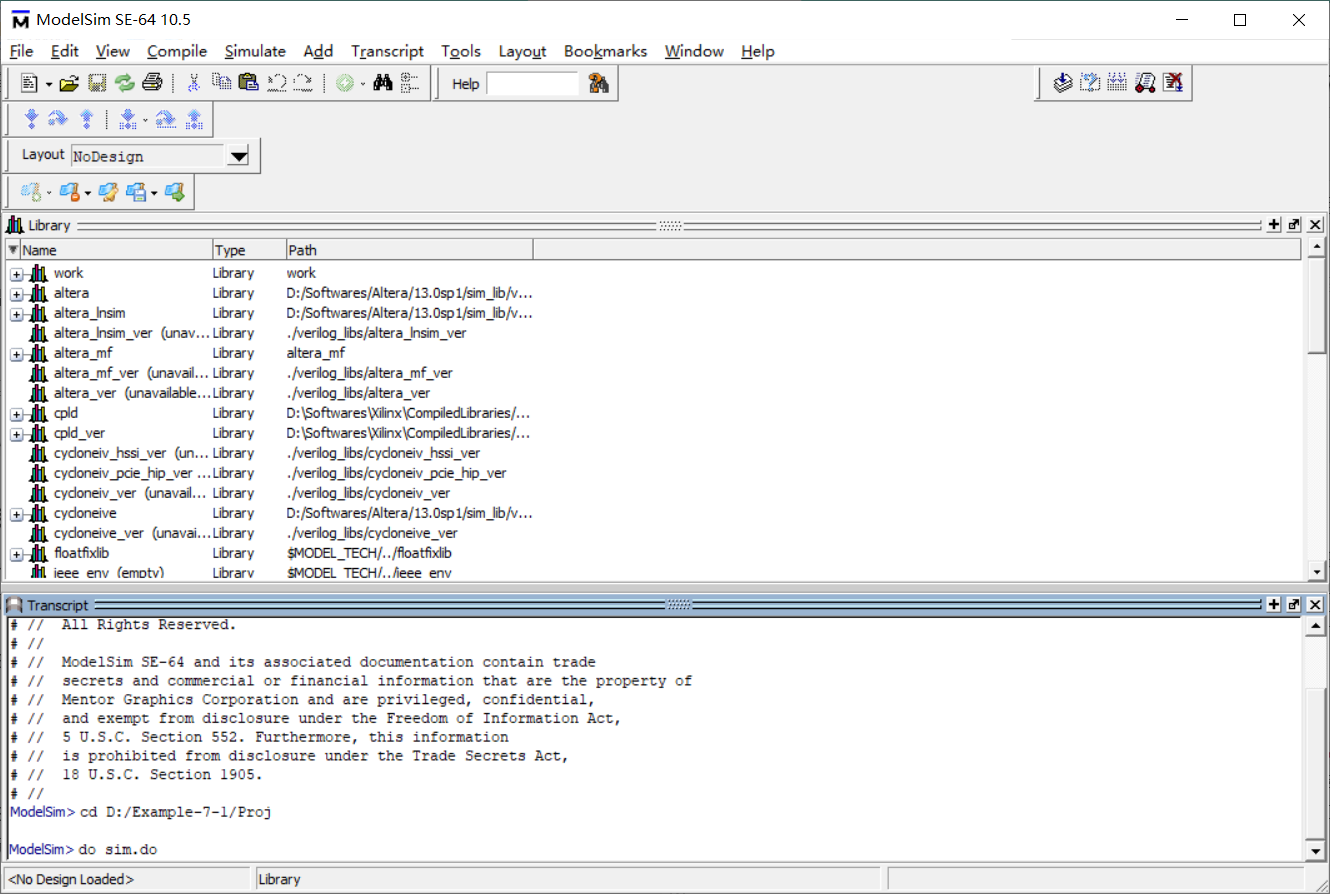 ModelSim SE-64 10.5
File Edit View Compile Simulate Add Transcript Tools Layout Bookmarks Window Help
Help
Layout NoDesign
Library
Name Type Path
work Library work
altera Library D:/Softwares/Altera/13.0sp1/sim_lib/v...
altera_lnsim Library D:/Softwares/Altera/13.0sp1/sim_lib/v...
altera_lnsim_ver (unav... Library ./verilog_libs/altera_lnsim_ver
altera_mf Library altera_mf
altera_mf_ver (unavail... Library ./verilog_libs/altera_mf_ver
altera_ver (unavailable... Library ./verilog_libs/altera_ver
cpld Library D:\Softwares\Xilinx\CompiledLibraries/...
cpld_ver Library D:\Softwares\Xilinx\CompiledLibraries/...
cycloneiv_hssi_ver (un... Library ./verilog_libs/cycloneiv_hssi_ver
cycloneiv_pcie_hip_ver ... Library ./verilog_libs/cycloneiv_pcie_hip_ver
cycloneiv_ver (unavail... Library ./verilog_libs/cycloneiv_ver
cycloneive Library D:/Softwares/Altera/13.0sp1/sim_lib/v...
cycloneive_ver (unavai... Library ./verilog_libs/cycloneive_ver
floatfixlib Library $MODEL_TECH/../floatfixlib
ieee_env (empty) Library $MODEL_TECH/../ieee_env
Transcript
# // All Rights Reserved.
# //
# // ModelSim SE-64 and its associated documentation contain trade
# // secrets and commercial or financial information that are the property of
# // Mentor Graphics Corporation and are privileged, confidential,
# // and exempt from disclosure under the Freedom of Information Act,
# // 5 U.S.C. Section 552. Furthermore, this information
# // is prohibited from disclosure under the Trade Secrets Act,
# // 18 U.S.C. Section 1905.
# //
ModelSim> cd D:/Example-7-1/Proj
ModelSim> do sim.do
<No Design Loaded> Library